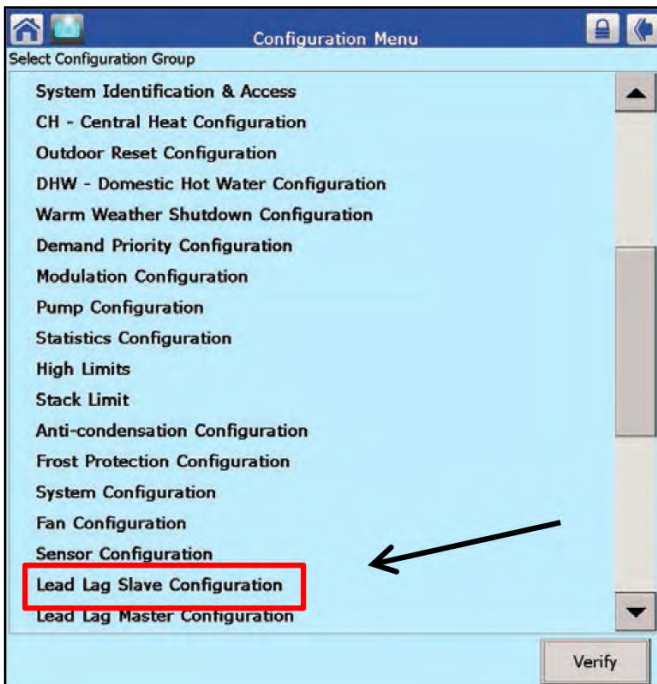 Configuration Menu
Select Configuration Group
System Identification & Access
CH - Central Heat Configuration
Outdoor Reset Configuration
DHW - Domestic Hot Water Configuration
Warm Weather Shutdown Configuration
Demand Priority Configuration
Modulation Configuration
Pump Configuration
Statistics Configuration
High Limits
Stack Limit
Anti-condensation Configuration
Frost Protection Configuration
System Configuration
Fan Configuration
Sensor Configuration
Lead Lag Slave Configuration
Lead Lag Master Configuration
Verify